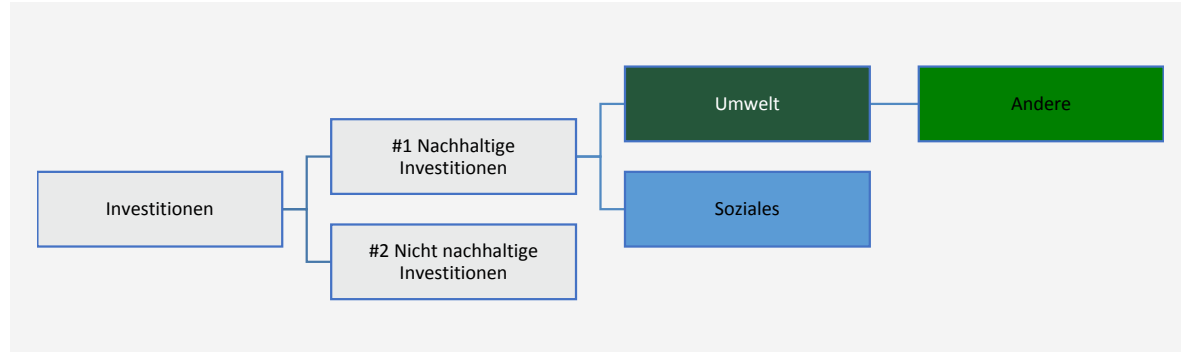 Umwelt
Andere
#1 Nachhaltige
Investitionen
Investitionen
Soziales
#2 Nicht nachhaltige
Investitionen